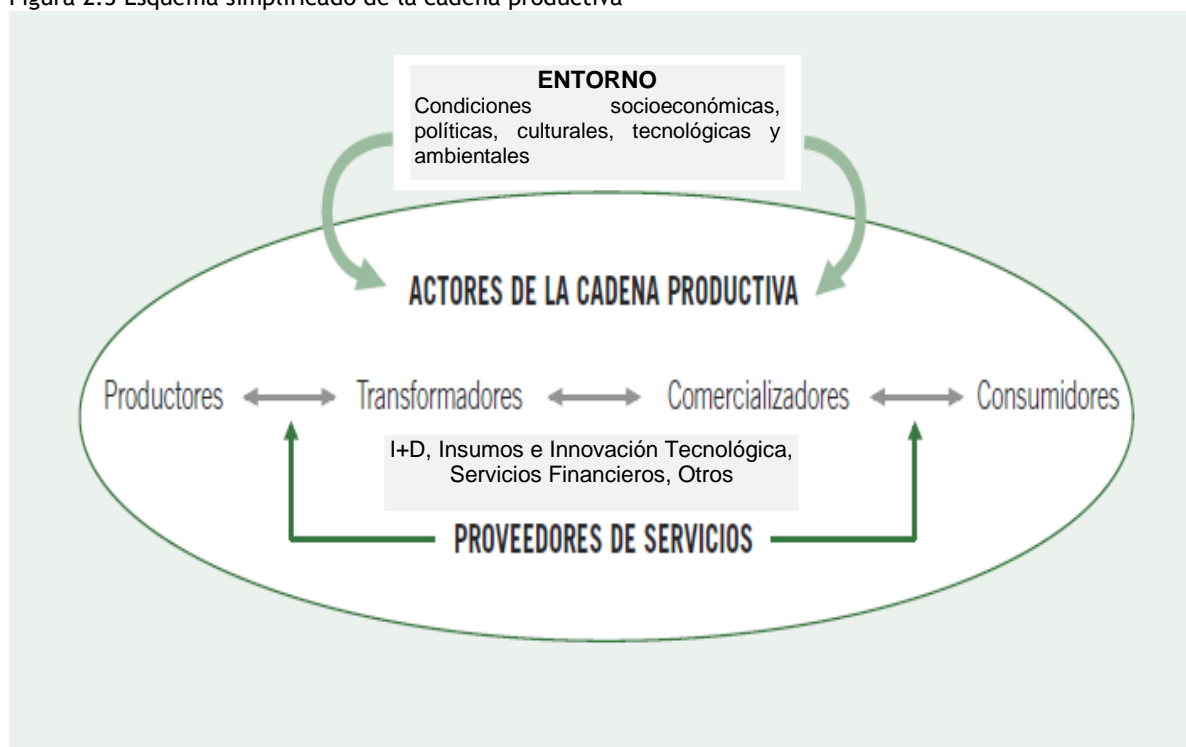 Figura 2.3 Esquema simplificado de la cadena productiva
ENTORNO
Condiciones socioeconómicas,
políticas, culturales, tecnológicas y
ambientales
ACTORES DE LA CADENA PRODUCTIVA
Productores Transformadores Comercializadores Consumidores
I+D, Insumos e Innovación Tecnológica,
Servicios Financieros, Otros
PROVEEDORES DE SERVICIOS